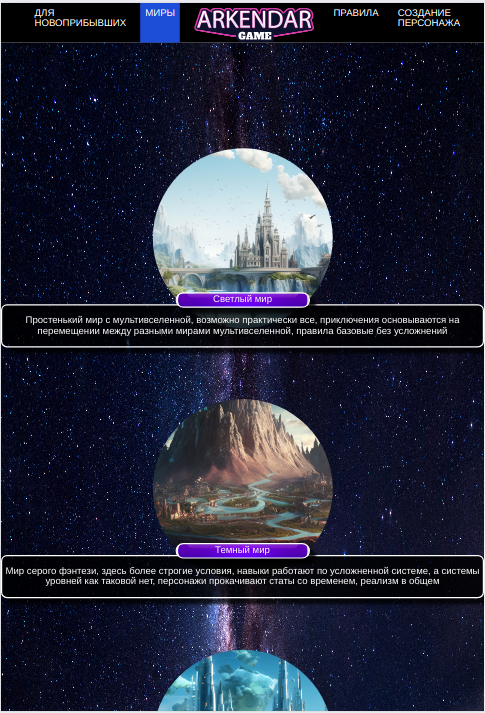 ДЛЯ
НОВОПРИБЫВШИХ
МИРЫ
ARKENDAR
GAME
ПРАВИЛА
СОЗДАНИЕ
ПЕРСОНАЖА
Светлый мир
Простенький мир с мультивселенной, возможно практически все, приключения основываются на
перемещении между разными мирами мультивселенной, правила базовые без усложнений
Темный мир
Мир серого фэнтези, здесь более строгие условия, навыки работают по усложненной системе, а системы
уровней как таковой нет, персонажи прокачивают статы со временем, реализм в общем